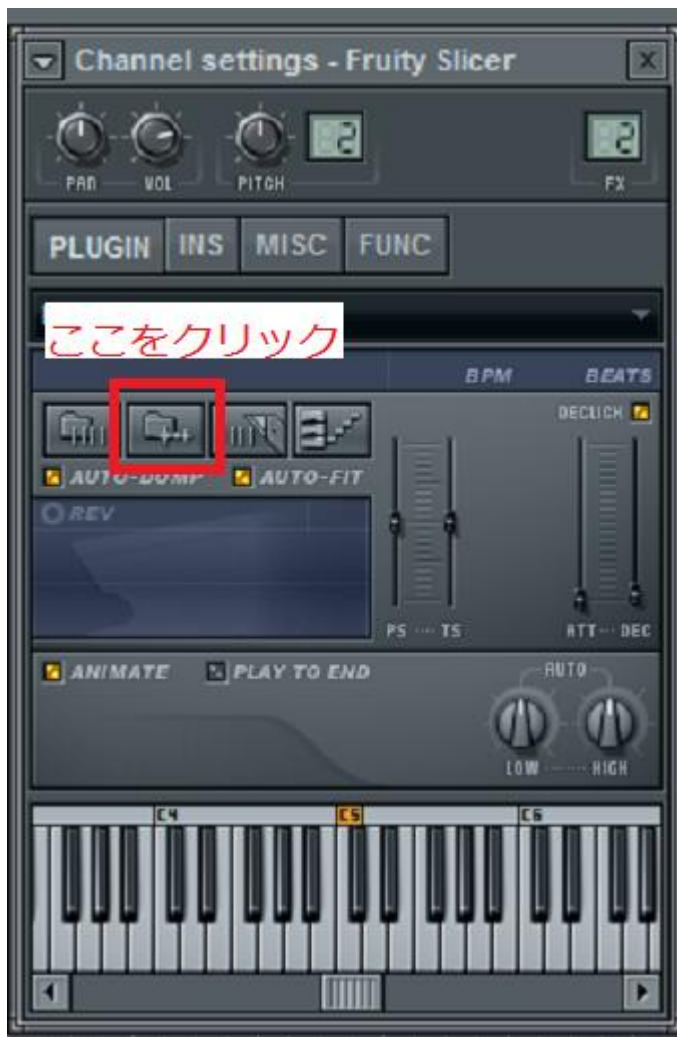 Channel settings - Fruity Slicer
PAN VOL PITCH 2 2 FX
PLUGIN INS MISC FUNC
ここをクリック
BPM BEATS
DECLICK
AUTO-DUMP AUTO-FIT
REV
PS TS ATT DEC
ANIMATE PLAY TO END AUTO
LOW HIGH
C4 C5 C6